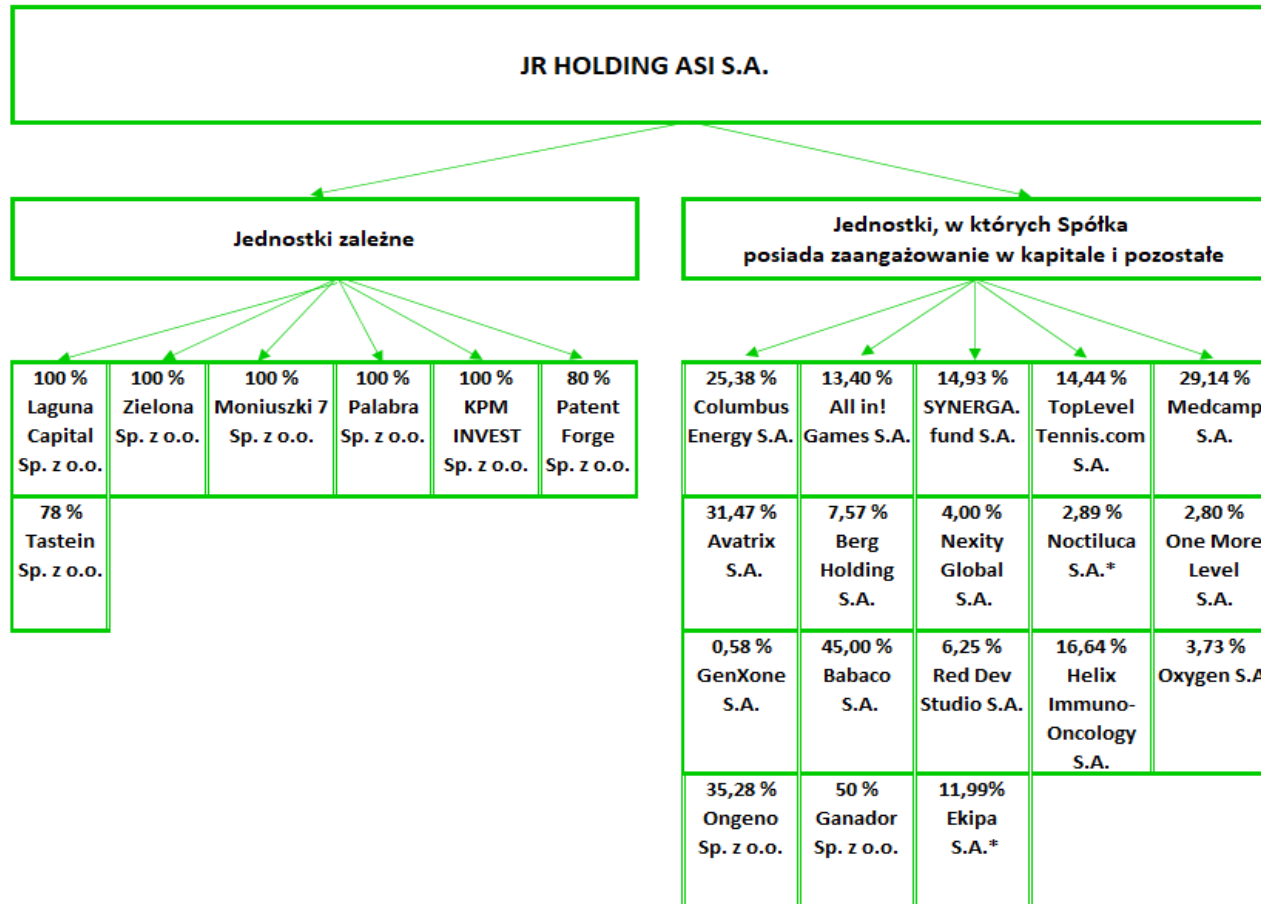 JR HOLDING ASI S.A.
Jednostki zależne
Jednostki, w których Spółka
posiada zaangażowanie w kapitale i pozostałe
100 %
Laguna
Capital
Sp. z o.o.
100 %
Zielona
Sp. z o.o.
100 %
Moniuszki 7
Sp. z o.o.
100 %
Palabra
Sp. z o.o.
100 %
KPM
INVEST
Sp. z o.o.
80 %
Patent
Forge
Sp. z o.o.
78 %
Tastein
Sp. z o.o.
25,38 %
Columbus
Energy S.A.
13,40 %
All in!
Games S.A.
14,93 %
SYNERGA.
fund S.A.
14,44 %
TopLevel
Tennis.com
S.A.
29,14 %
Medcamp
S.A.
31,47 %
Avatrix
S.A.
7,57 %
Berg
Holding
S.A.
4,00 %
Nexity
Global
S.A.
2,89 %
Noctiluca
S.A.*
2,80 %
One More
Level
S.A.
0,58 %
GenXone
S.A.
45,00 %
Babaco
S.A.
6,25 %
Red Dev
Studio S.A.
16,64 %
Helix
Immuno-
Oncology
S.A.
3,73 %
Oxygen S.A
35,28 %
Ongeno
Sp. z o.o.
50 %
Ganador
Sp. z o.o.
11,99%
Ekipa
S.A.*